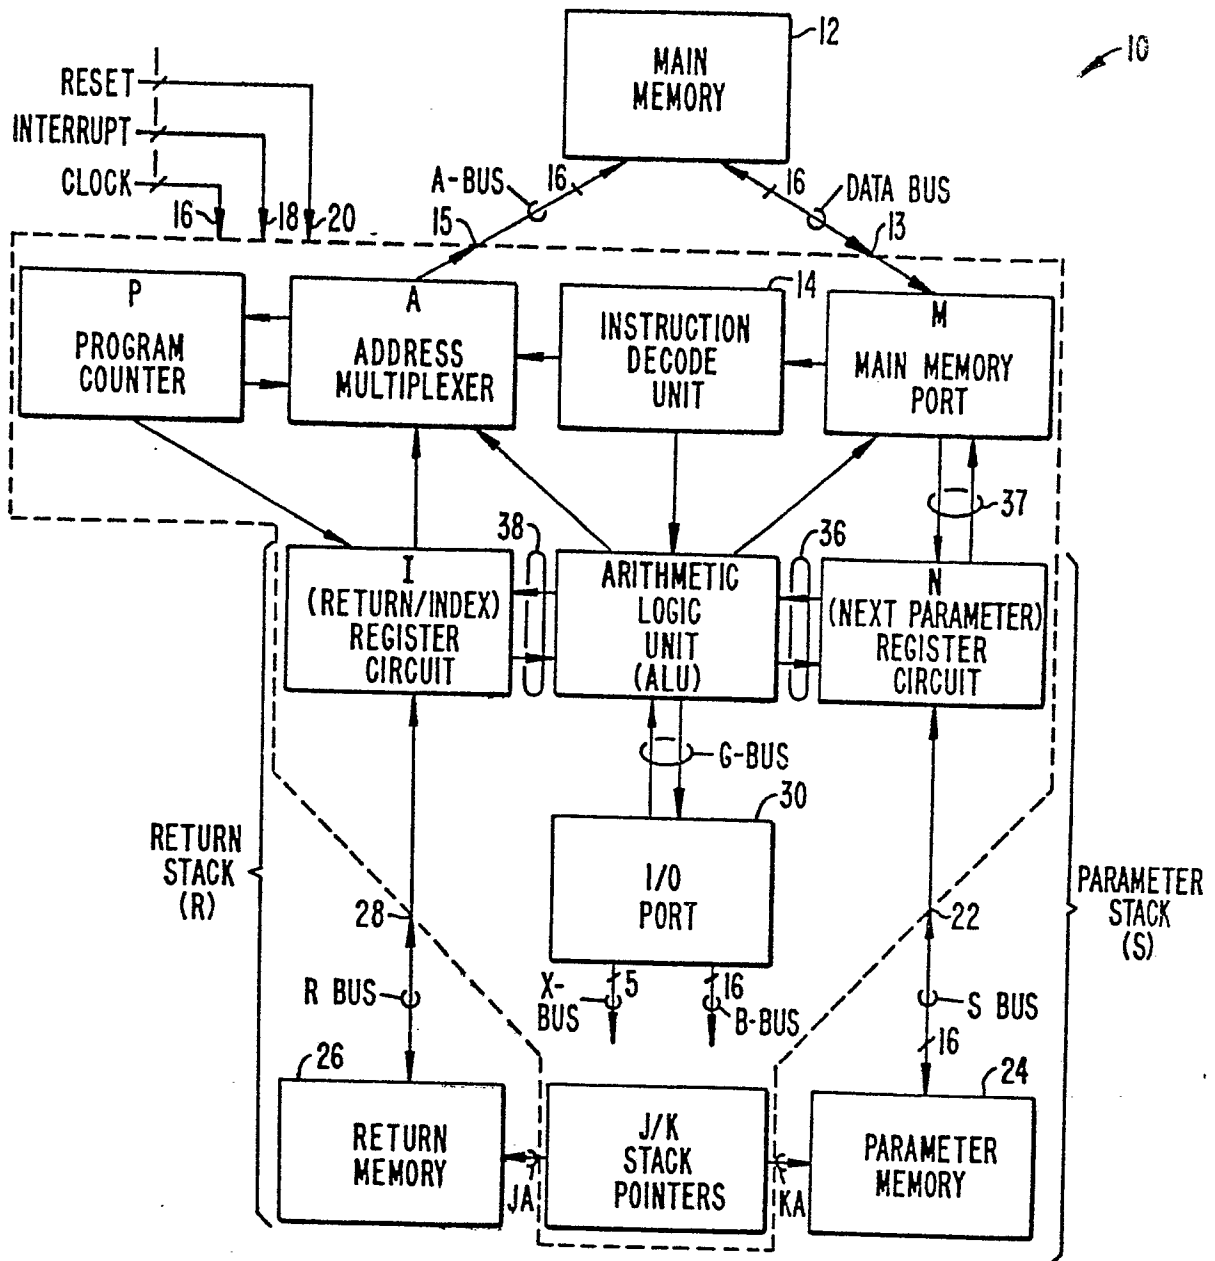 12
10
MAIN
MEMORY
RESET
INTERRUPT
CLOCK
16
18
20
A-BUS
16
16
DATA BUS
15
13
P
PROGRAM
COUNTER
A
ADDRESS
MULTIPLEXER
14
INSTRUCTION
DECODE
UNIT
M
MAIN MEMORY
PORT
37
38
36
I
(RETURN/INDEX)
REGISTER
CIRCUIT
ARITHMETIC
LOGIC
UNIT
(ALU)
N
(NEXT PARAMETER)
REGISTER
CIRCUIT
G-BUS
30
RETURN
STACK
(R)
I/O
PORT
PARAMETER
STACK
(S)
28
22
R BUS
X-
BUS
5
16
B-BUS
S BUS
16
26
24
RETURN
MEMORY
J/K
STACK
POINTERS
PARAMETER
MEMORY
JA
KA